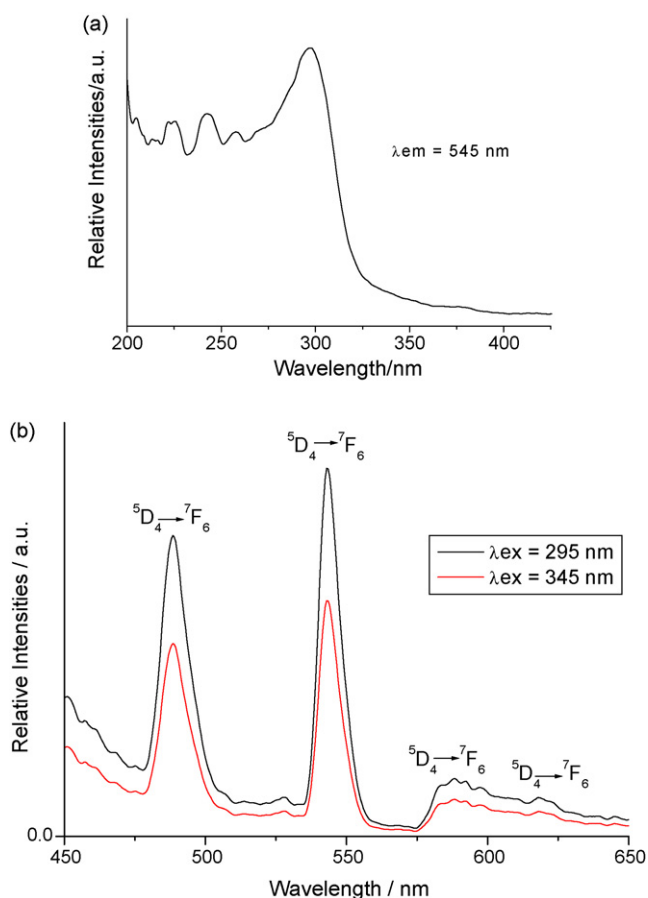 (a)
Relative Intensities/a.u.
λem = 545 nm
200 250 300 350 400
Wavelength/nm
(b)
⁵D₄→⁷F₆
⁵D₄→⁷F₆
λex = 295 nm
λex = 345 nm
Relative Intensities / a.u.
⁵D₄→⁷F₆ ⁵D₄→⁷F₆
0.0
450 500 550 600 650
Wavelength / nm